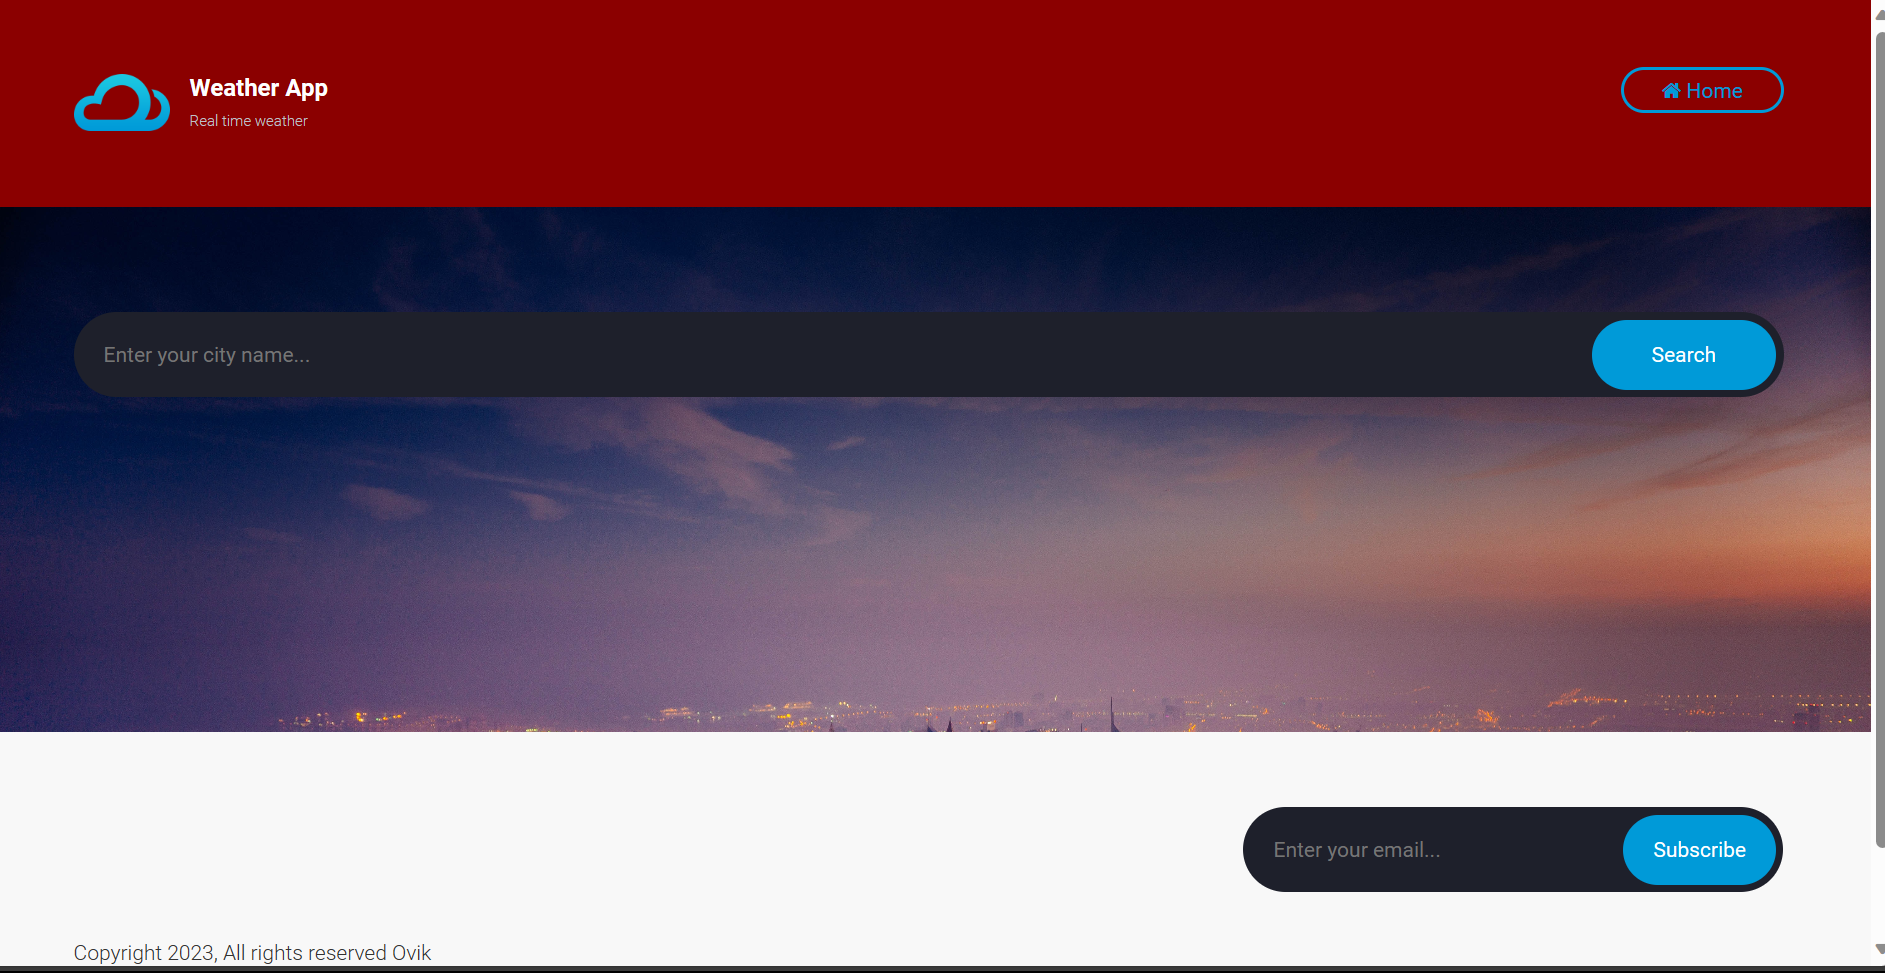 Weather App
Real time weather
Home
Enter your city name...
Search
Enter your email...
Subscribe
Copyright 2023, All rights reserved Ovik